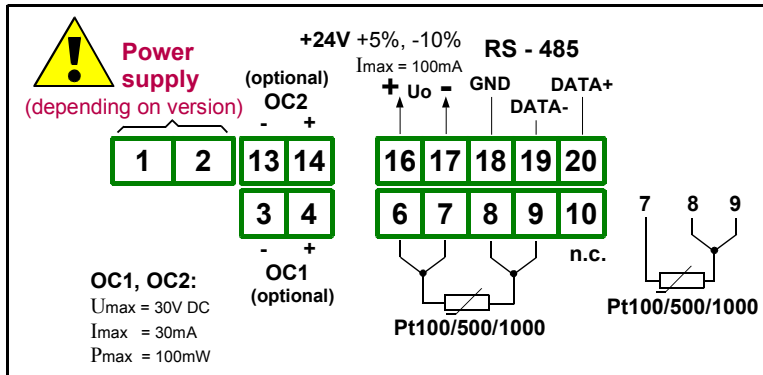 Power
supply
(depending on version)
+24V +5%, -10%
Imax = 100mA
+ Uo -
RS - 485
GND
DATA-
DATA+
(optional)
OC2
- +
1 2 13 14 16 17 18 19 20
3 4 6 7 8 9 10
- +
OC1
(optional)
n.c.
Pt100/500/1000
7 8 9
Pt100/500/1000
OC1, OC2:
Umax = 30V DC
Imax = 30mA
Pmax = 100mW